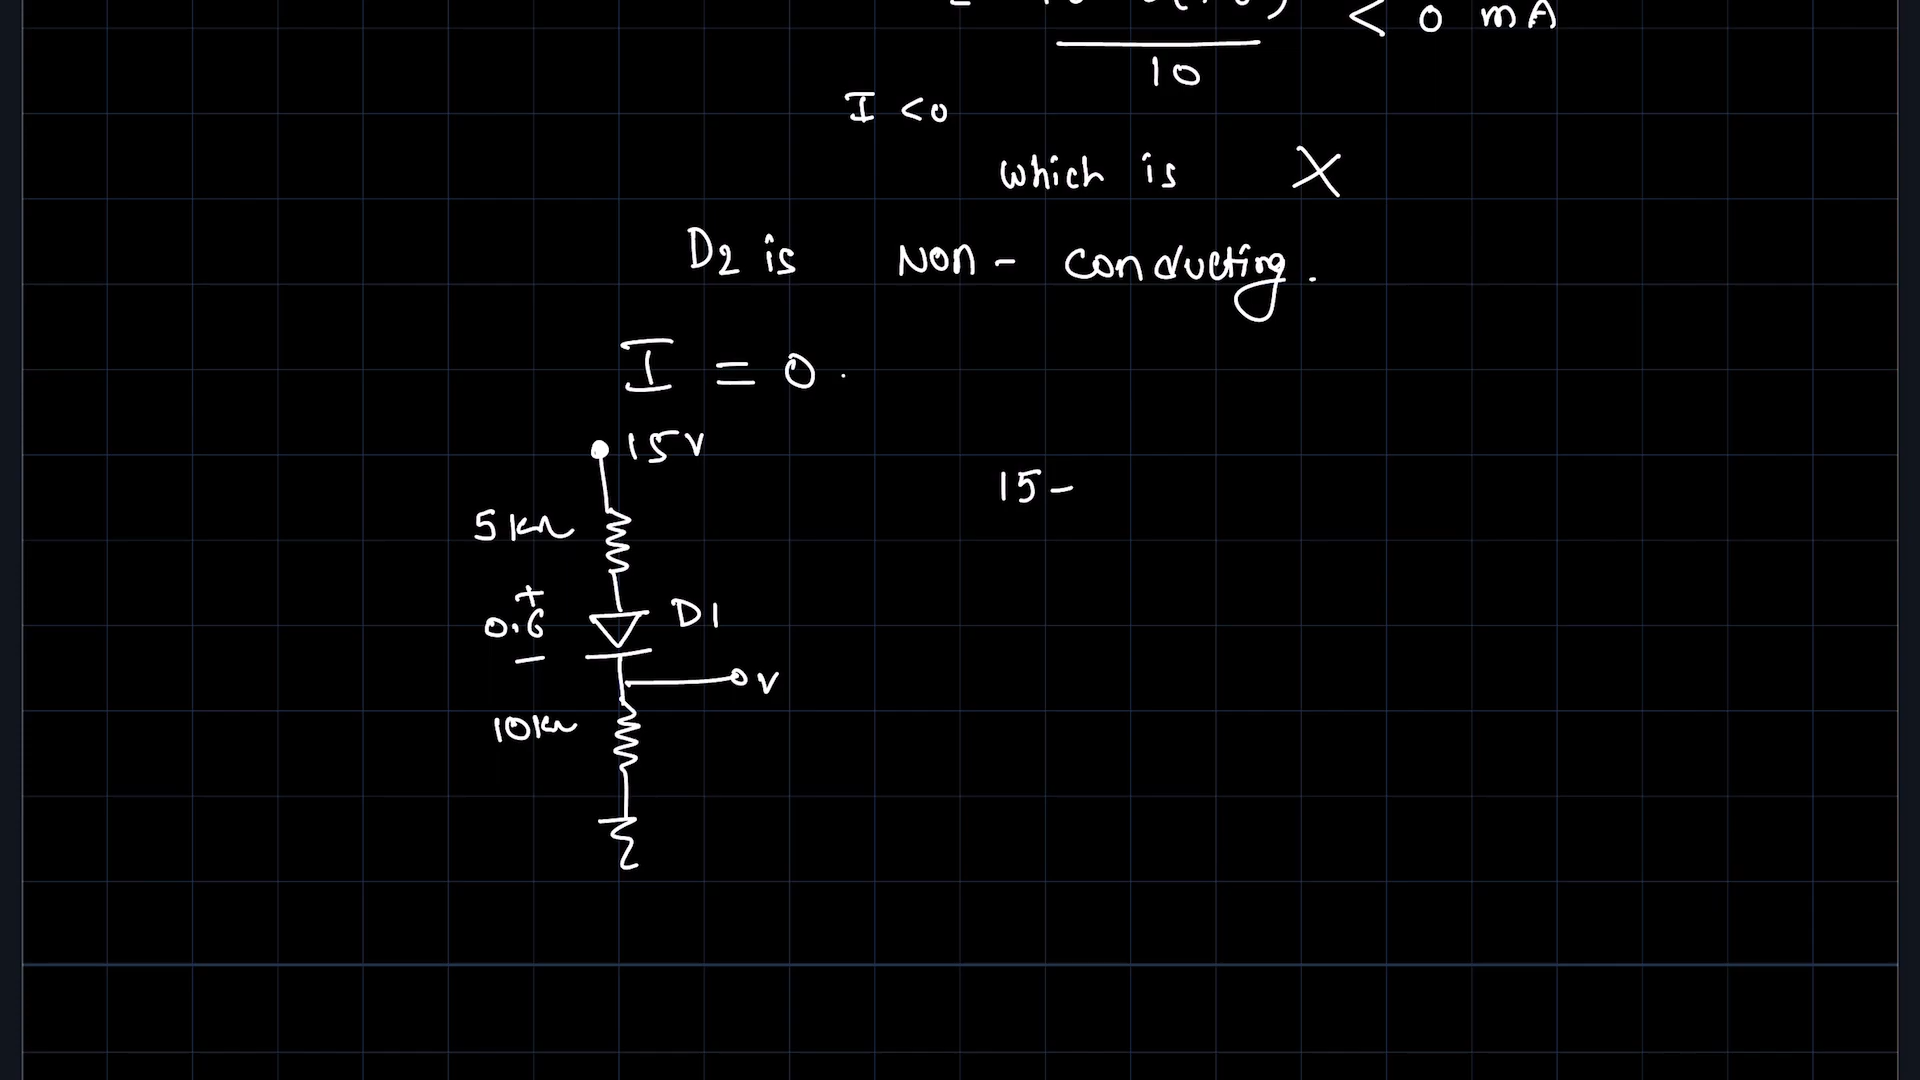 < 0 mA
10
I <0
which is X
D2 is Non - conducting.
I = 0.
15V
15-
5kΩ
+
0.6
D1
-
V
10kΩ